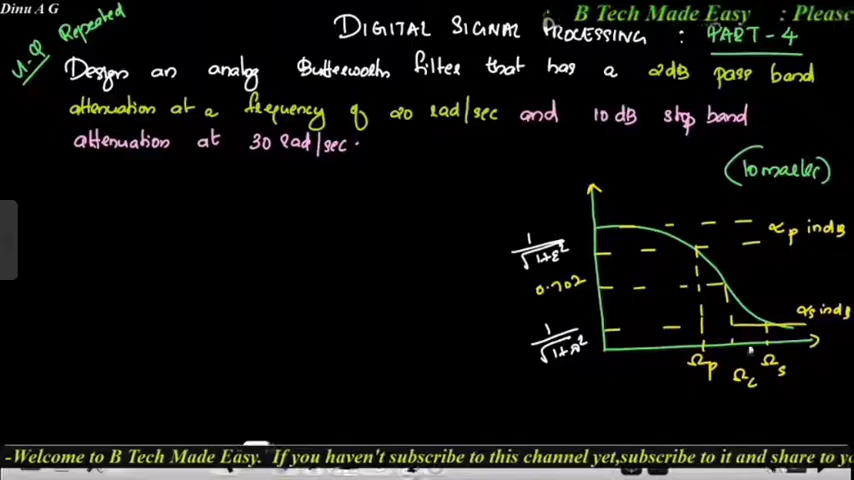 Dinu A G
B Tech Made Easy : Please
U.Q Repeated
DIGITAL SIGNAL PROCESSING : PART-4
Design an analog Butterworth filter that has a 2dB pass band
attenuation at a frequency of 20 rad/sec and 10 dB stop band
attenuation at 30 rad/sec.
(10 marks)
αp in dB
1/√1+ε²
0.702
αs in dB
1/√1+λ²
Ωp Ωc Ωs
-Welcome to B Tech Made Easy. If you haven't subscribe to this channel yet,subscribe to it and share to yo